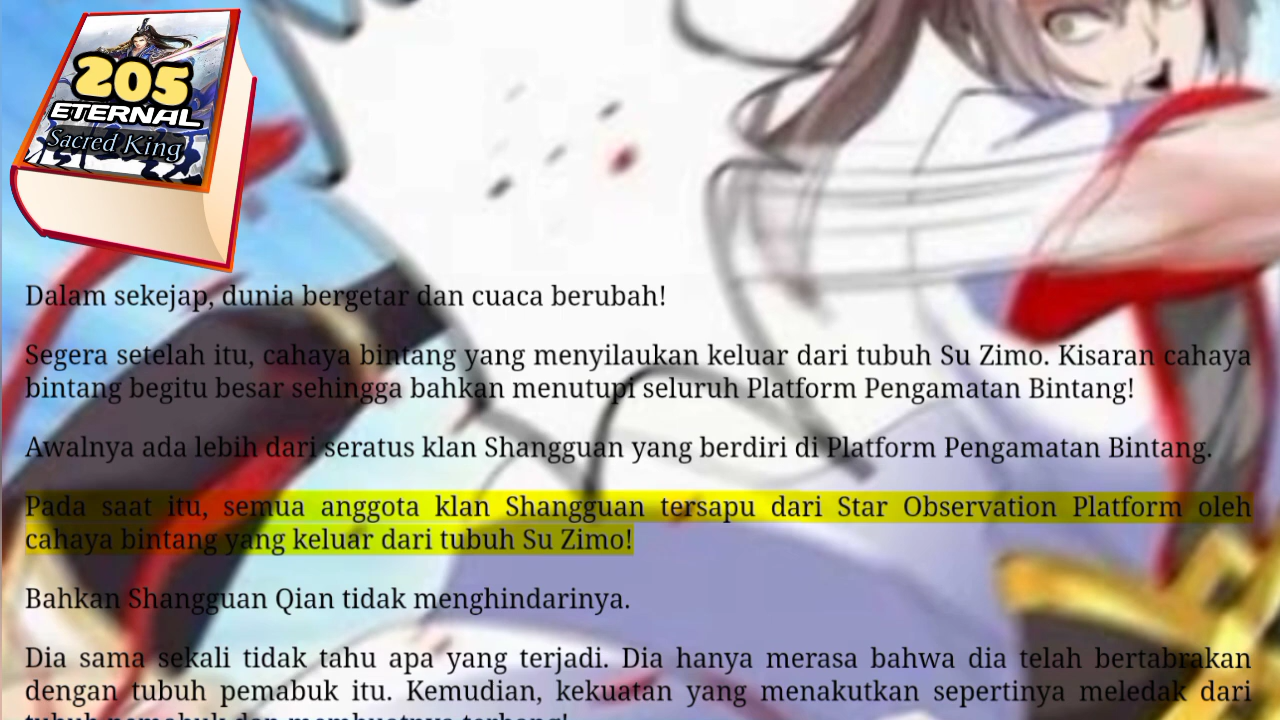 205
ETERNAL
Sacred King
Dalam sekejap, dunia bergetar dan cuaca berubah!
Segera setelah itu, cahaya bintang yang menyilaukan keluar dari tubuh Su Zimo. Kisaran cahaya
bintang begitu besar sehingga bahkan menutupi seluruh Platform Pengamatan Bintang!
Awalnya ada lebih dari seratus klan Shangguan yang berdiri di Platform Pengamatan Bintang.
Pada saat itu, semua anggota klan Shangguan tersapu dari Star Observation Platform oleh
cahaya bintang yang keluar dari tubuh Su Zimo!
Bahkan Shangguan Qian tidak menghindarinya.
Dia sama sekali tidak tahu apa yang terjadi. Dia hanya merasa bahwa dia telah bertabrakan
dengan tubuh pemabuk itu. Kemudian, kekuatan yang menakutkan sepertinya meledak dari
tubuh pemabuk dan membuatnya terbang!